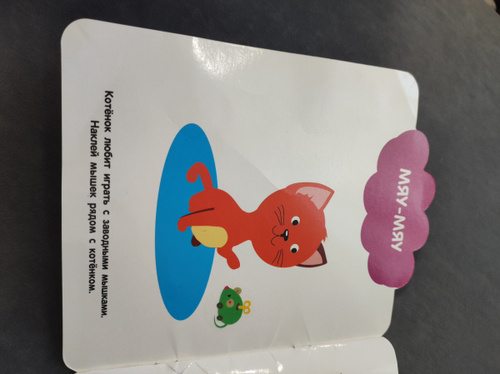 МЯУ-МЯУ
Котёнок любит играть с заводными мышками.
Наклей мышек рядом с котёнком.